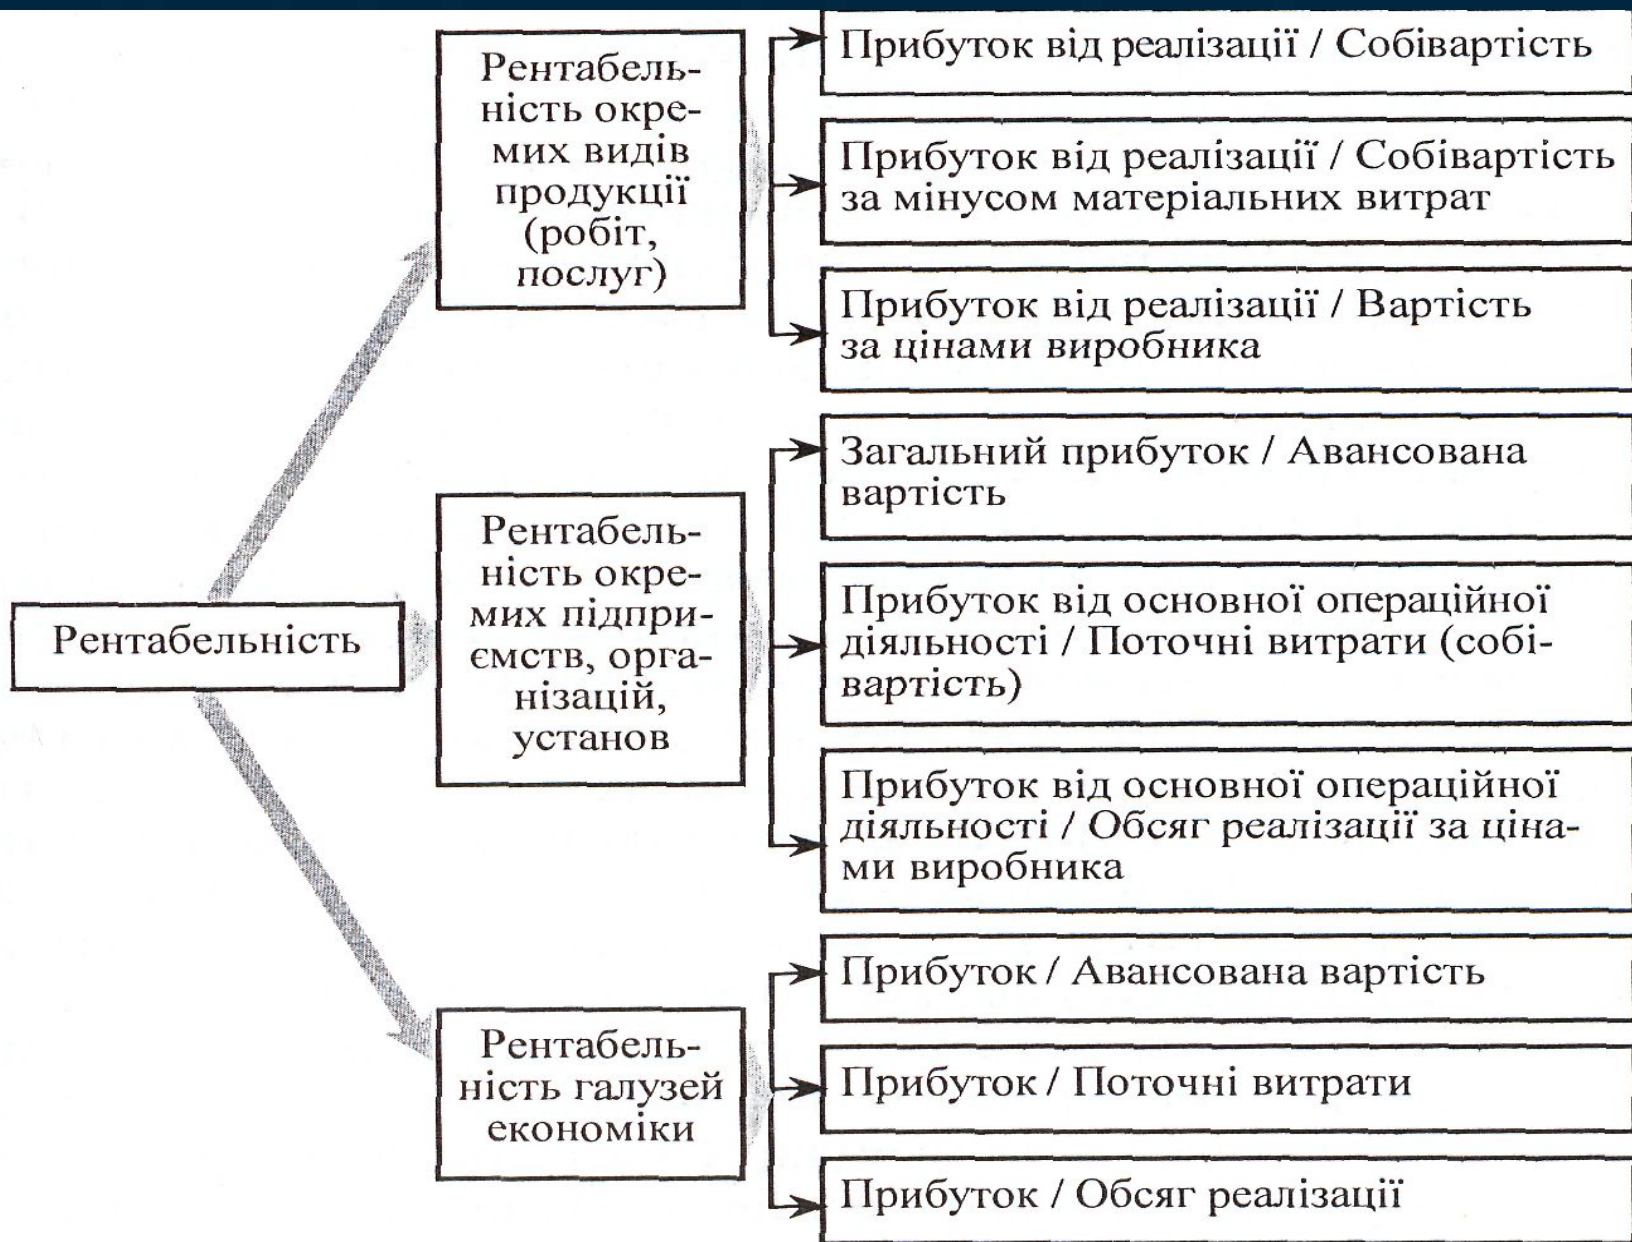 Рентабельність
Рентабель-
ність окре-
мих видів
продукції
(робіт,
послуг)
Прибуток від реалізації / Собівартість
Прибуток від реалізації / Собівартість
за мінусом матеріальних витрат
Прибуток від реалізації / Вартість
за цінами виробника
Рентабель-
ність окре-
мих підпри-
ємств, орга-
нізацій,
установ
Загальний прибуток / Авансована
вартість
Прибуток від основної операційної
діяльності / Поточні витрати (собі-
вартість)
Прибуток від основної операційної
діяльності / Обсяг реалізації за ціна-
ми виробника
Рентабель-
ність галузей
економіки
Прибуток / Авансована вартість
Прибуток / Поточні витрати
Прибуток / Обсяг реалізації